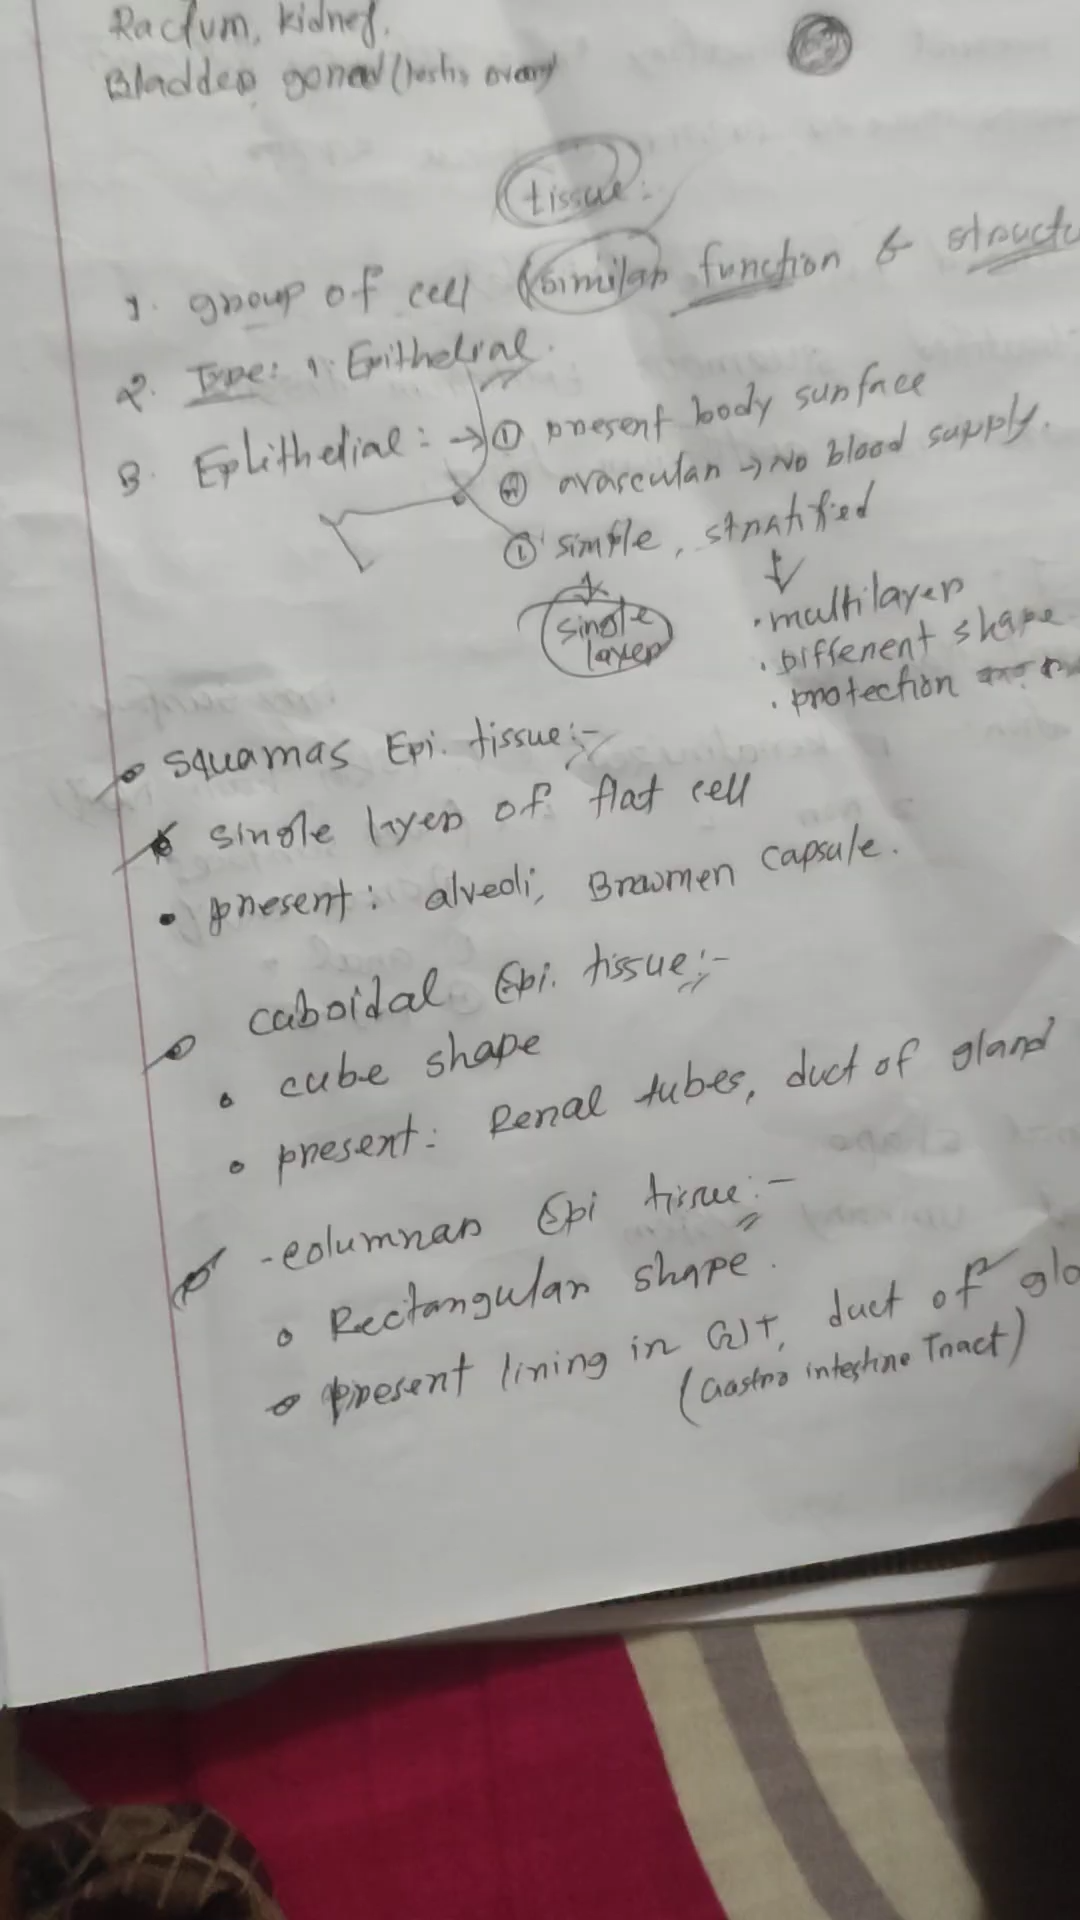 Ractum, kidney.
Bladder gonad (testis ovary
tissue:
1. group of cell (similar function & structu
2. Type: 1. Epithelial.
3. Eplithelial: → ① present body surface
② avascular → No blood supply.
① simple, stratified
single layer
• multilayer
• Different shape
• protection
squamas Epi. tissue:-
single layer of flat cell
• present: alveoli, Brawmen capsule.
caboidal Epi. tissue:-
• cube shape
• present: Renal tubes, duct of gland
- columnar Epi tissue:-
• Rectangular shape.
• present lining in GIT, duct of gla
(Gastro intestine Tract)